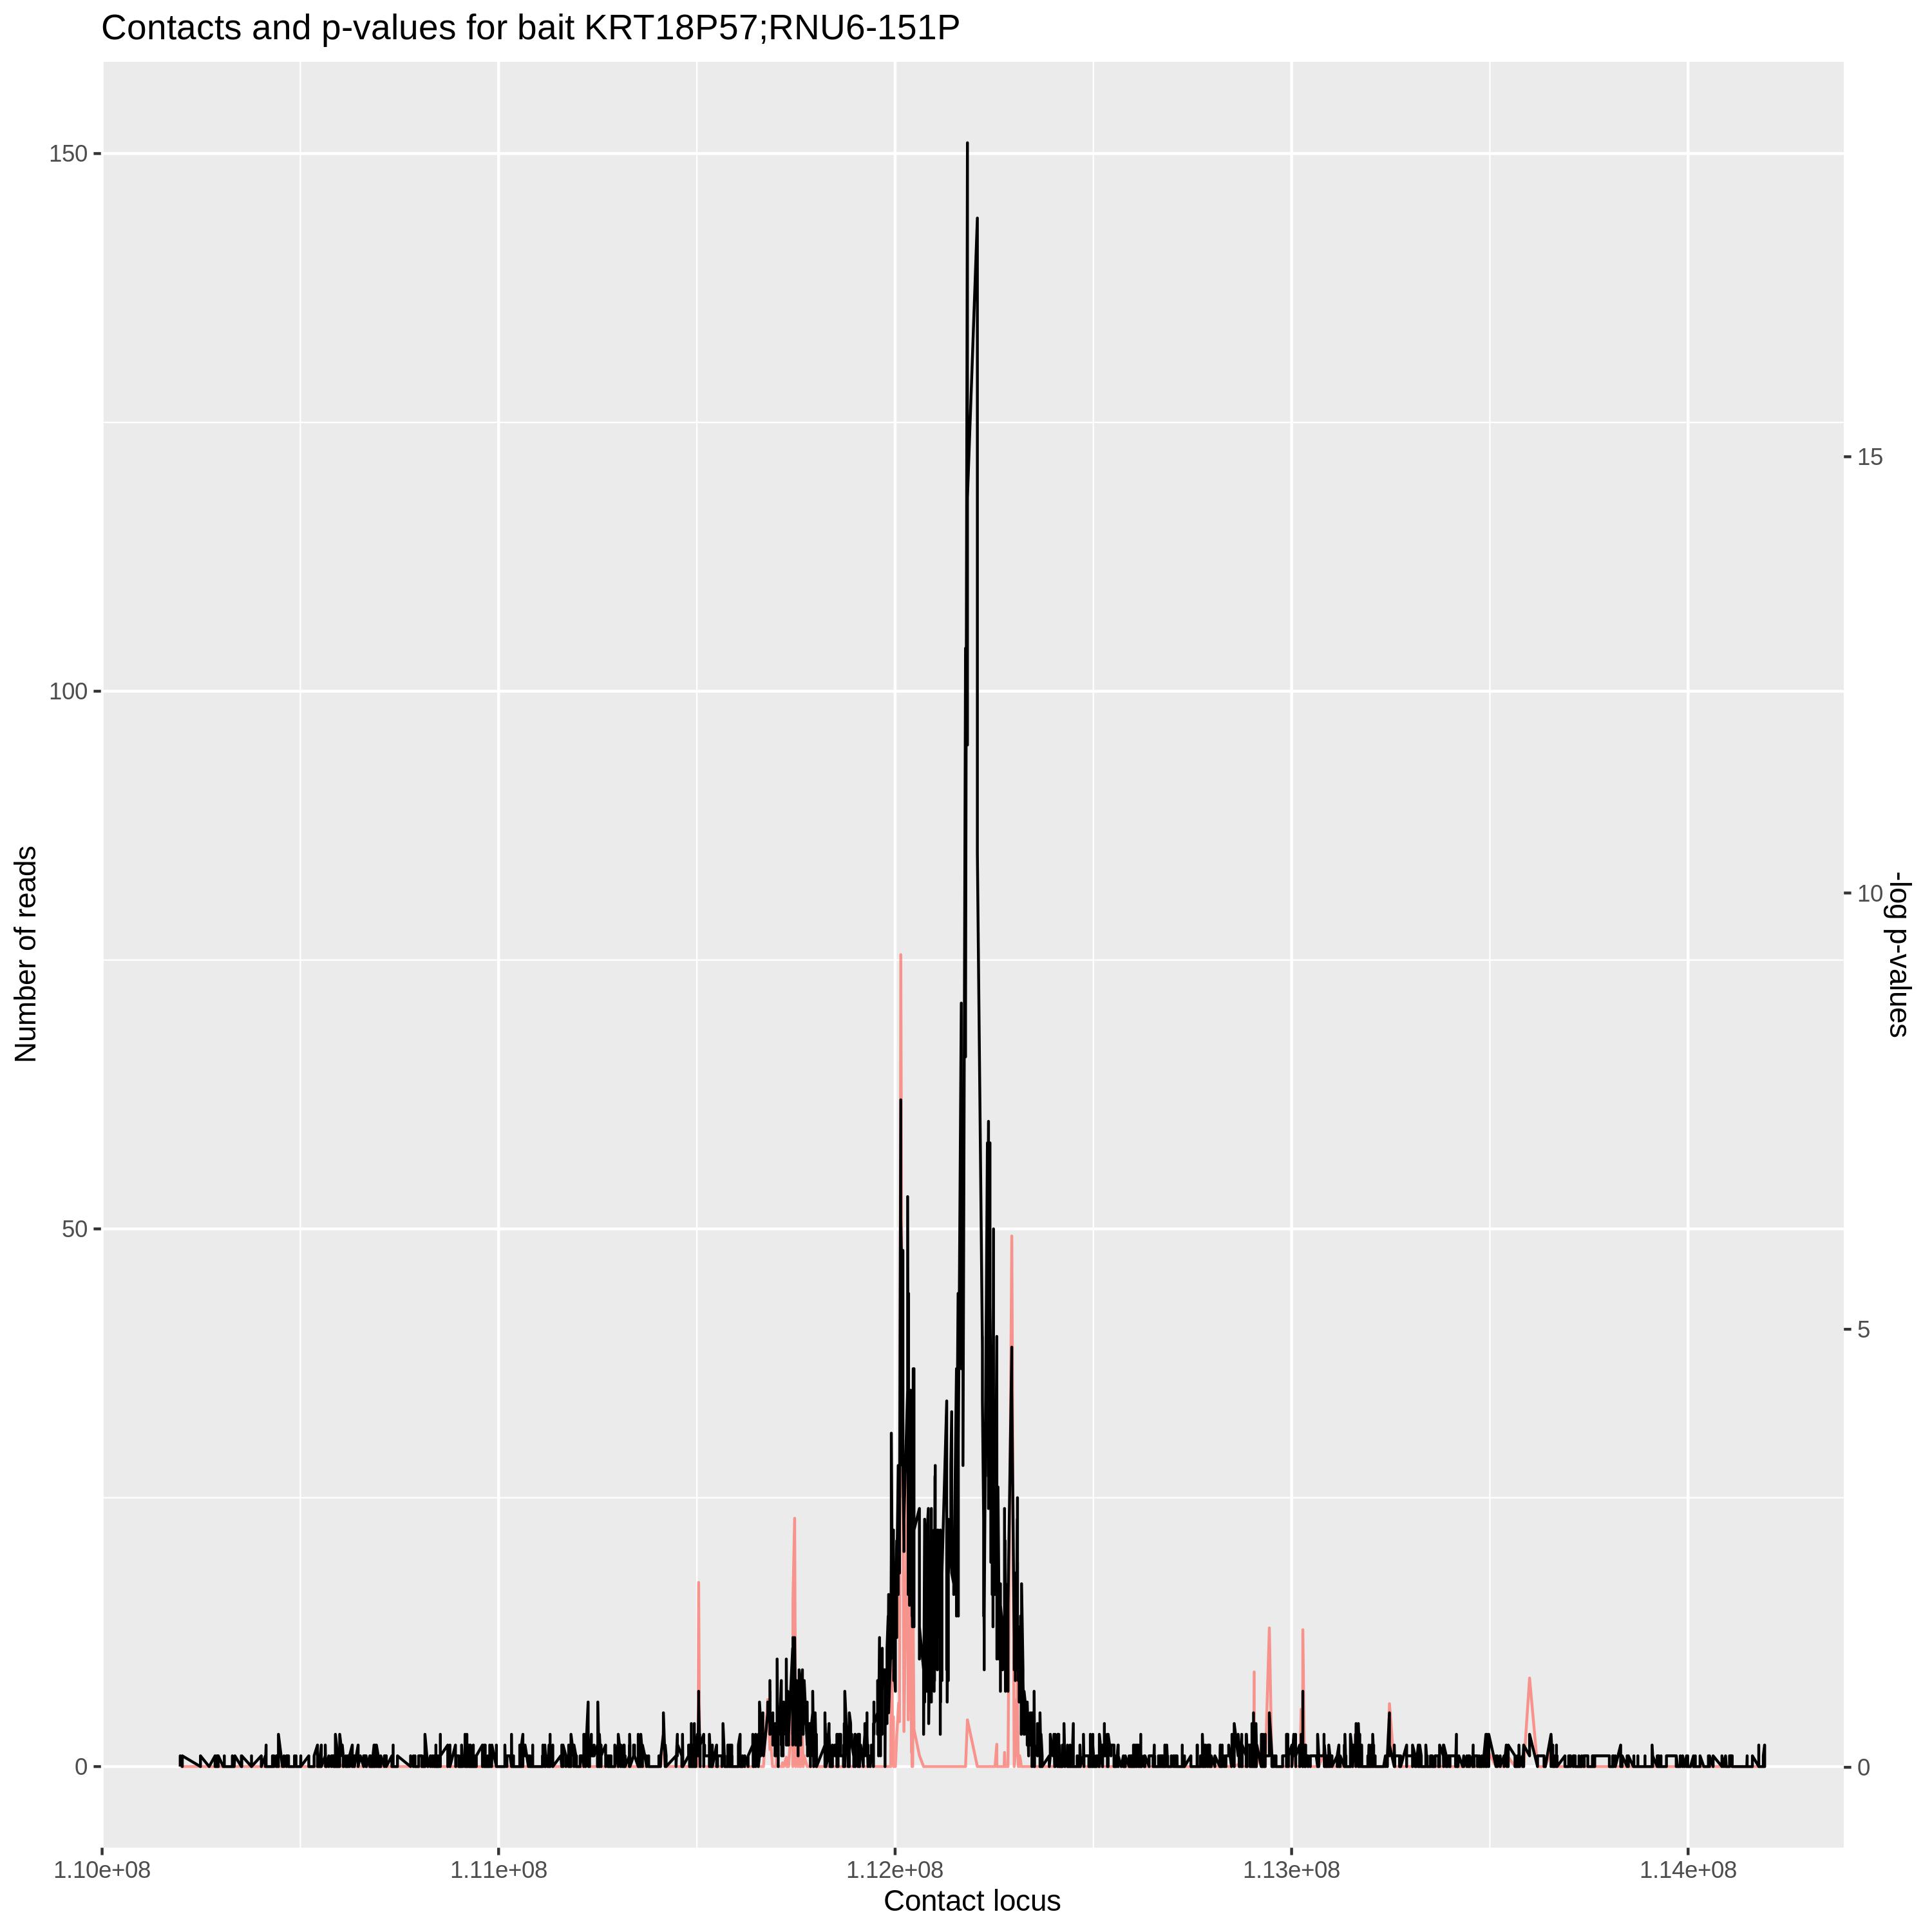 Contacts and p-values for bait KRT18P57;RNU6-151P
150
100
50
0
Number of reads
15
10
5
0
-log p-values
1.10e+08 1.11e+08 1.12e+08 1.13e+08 1.14e+08
Contact locus